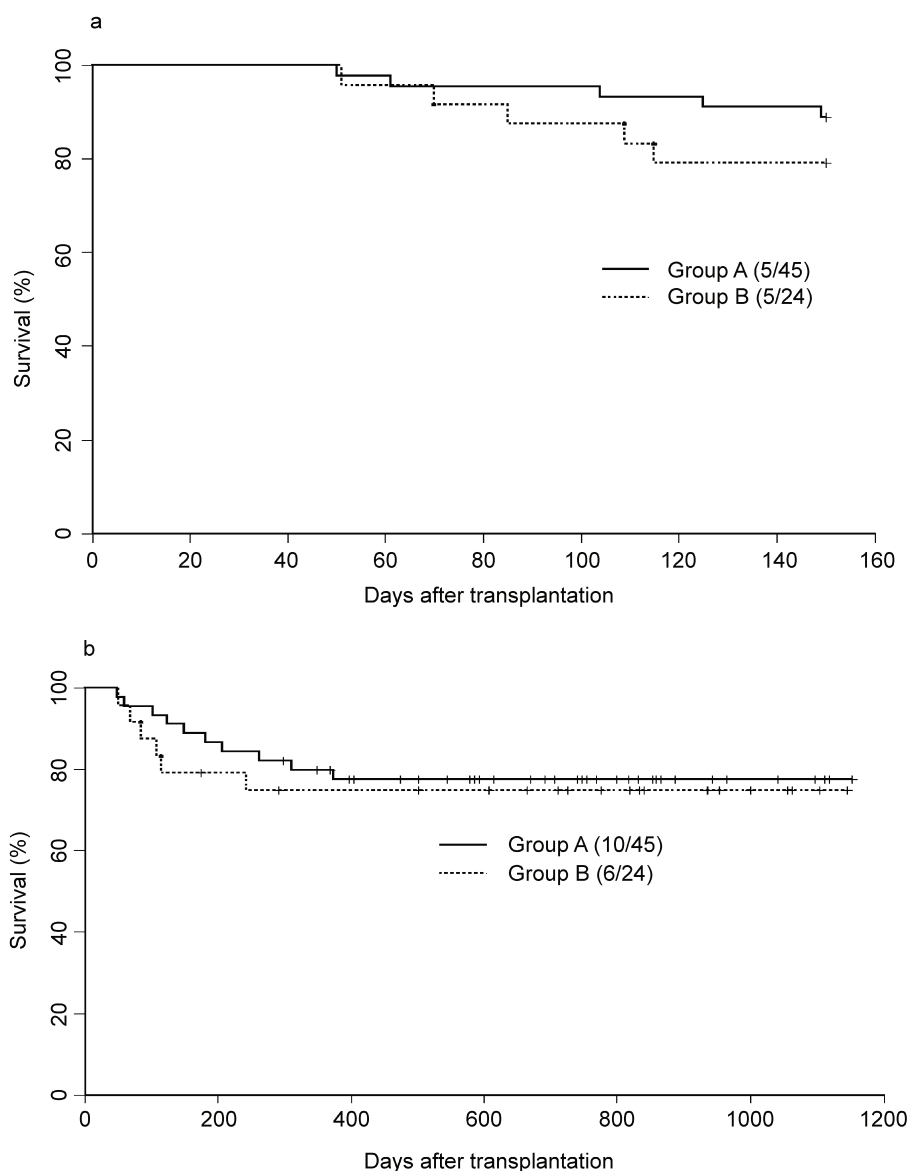 a
100
80
60
40
20
0
Survival (%)
Group A (5/45)
Group B (5/24)
0 20 40 60 80 100 120 140 160
Days after transplantation
b
100
80
60
40
20
0
Survival (%)
Group A (10/45)
Group B (6/24)
0 200 400 600 800 1000 1200
Days after transplantation